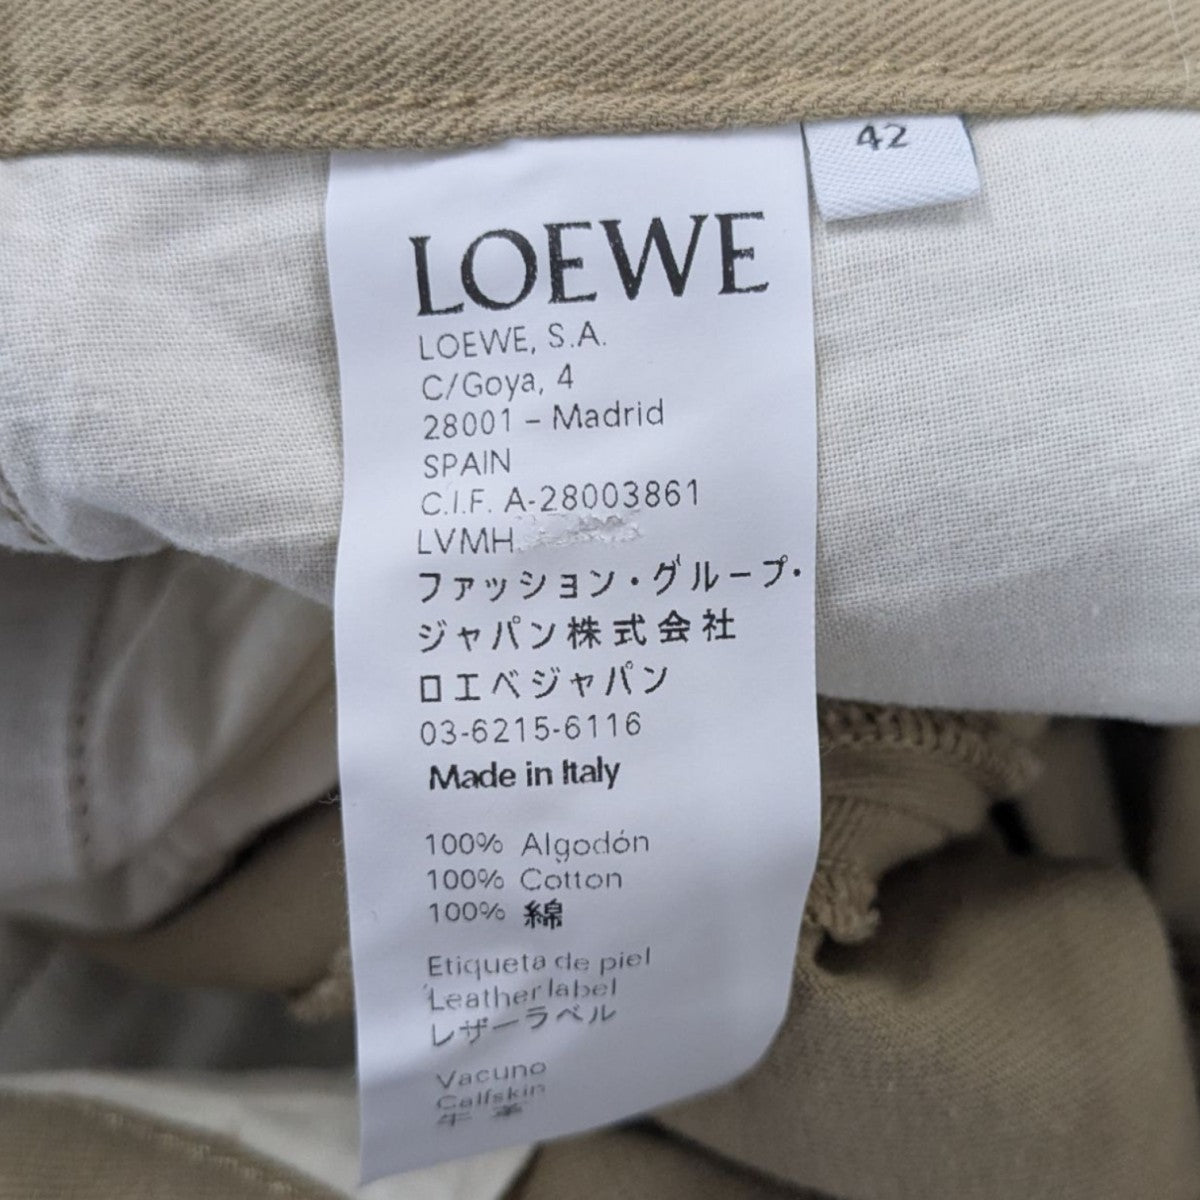 42
LOEWE
LOEWE, S.A.
C/Goya, 4
28001 – Madrid
SPAIN
C.I.F. A-28003861
LVMH
ファッション・グループ・
ジャパン株式会社
ロエベジャパン
03-6215-6116
Made in Italy
100% Algodón
100% Cotton
100% 綿
Etiqueta de piel
Leather label
レザーラベル
Vacuno
Calfskin
牛革